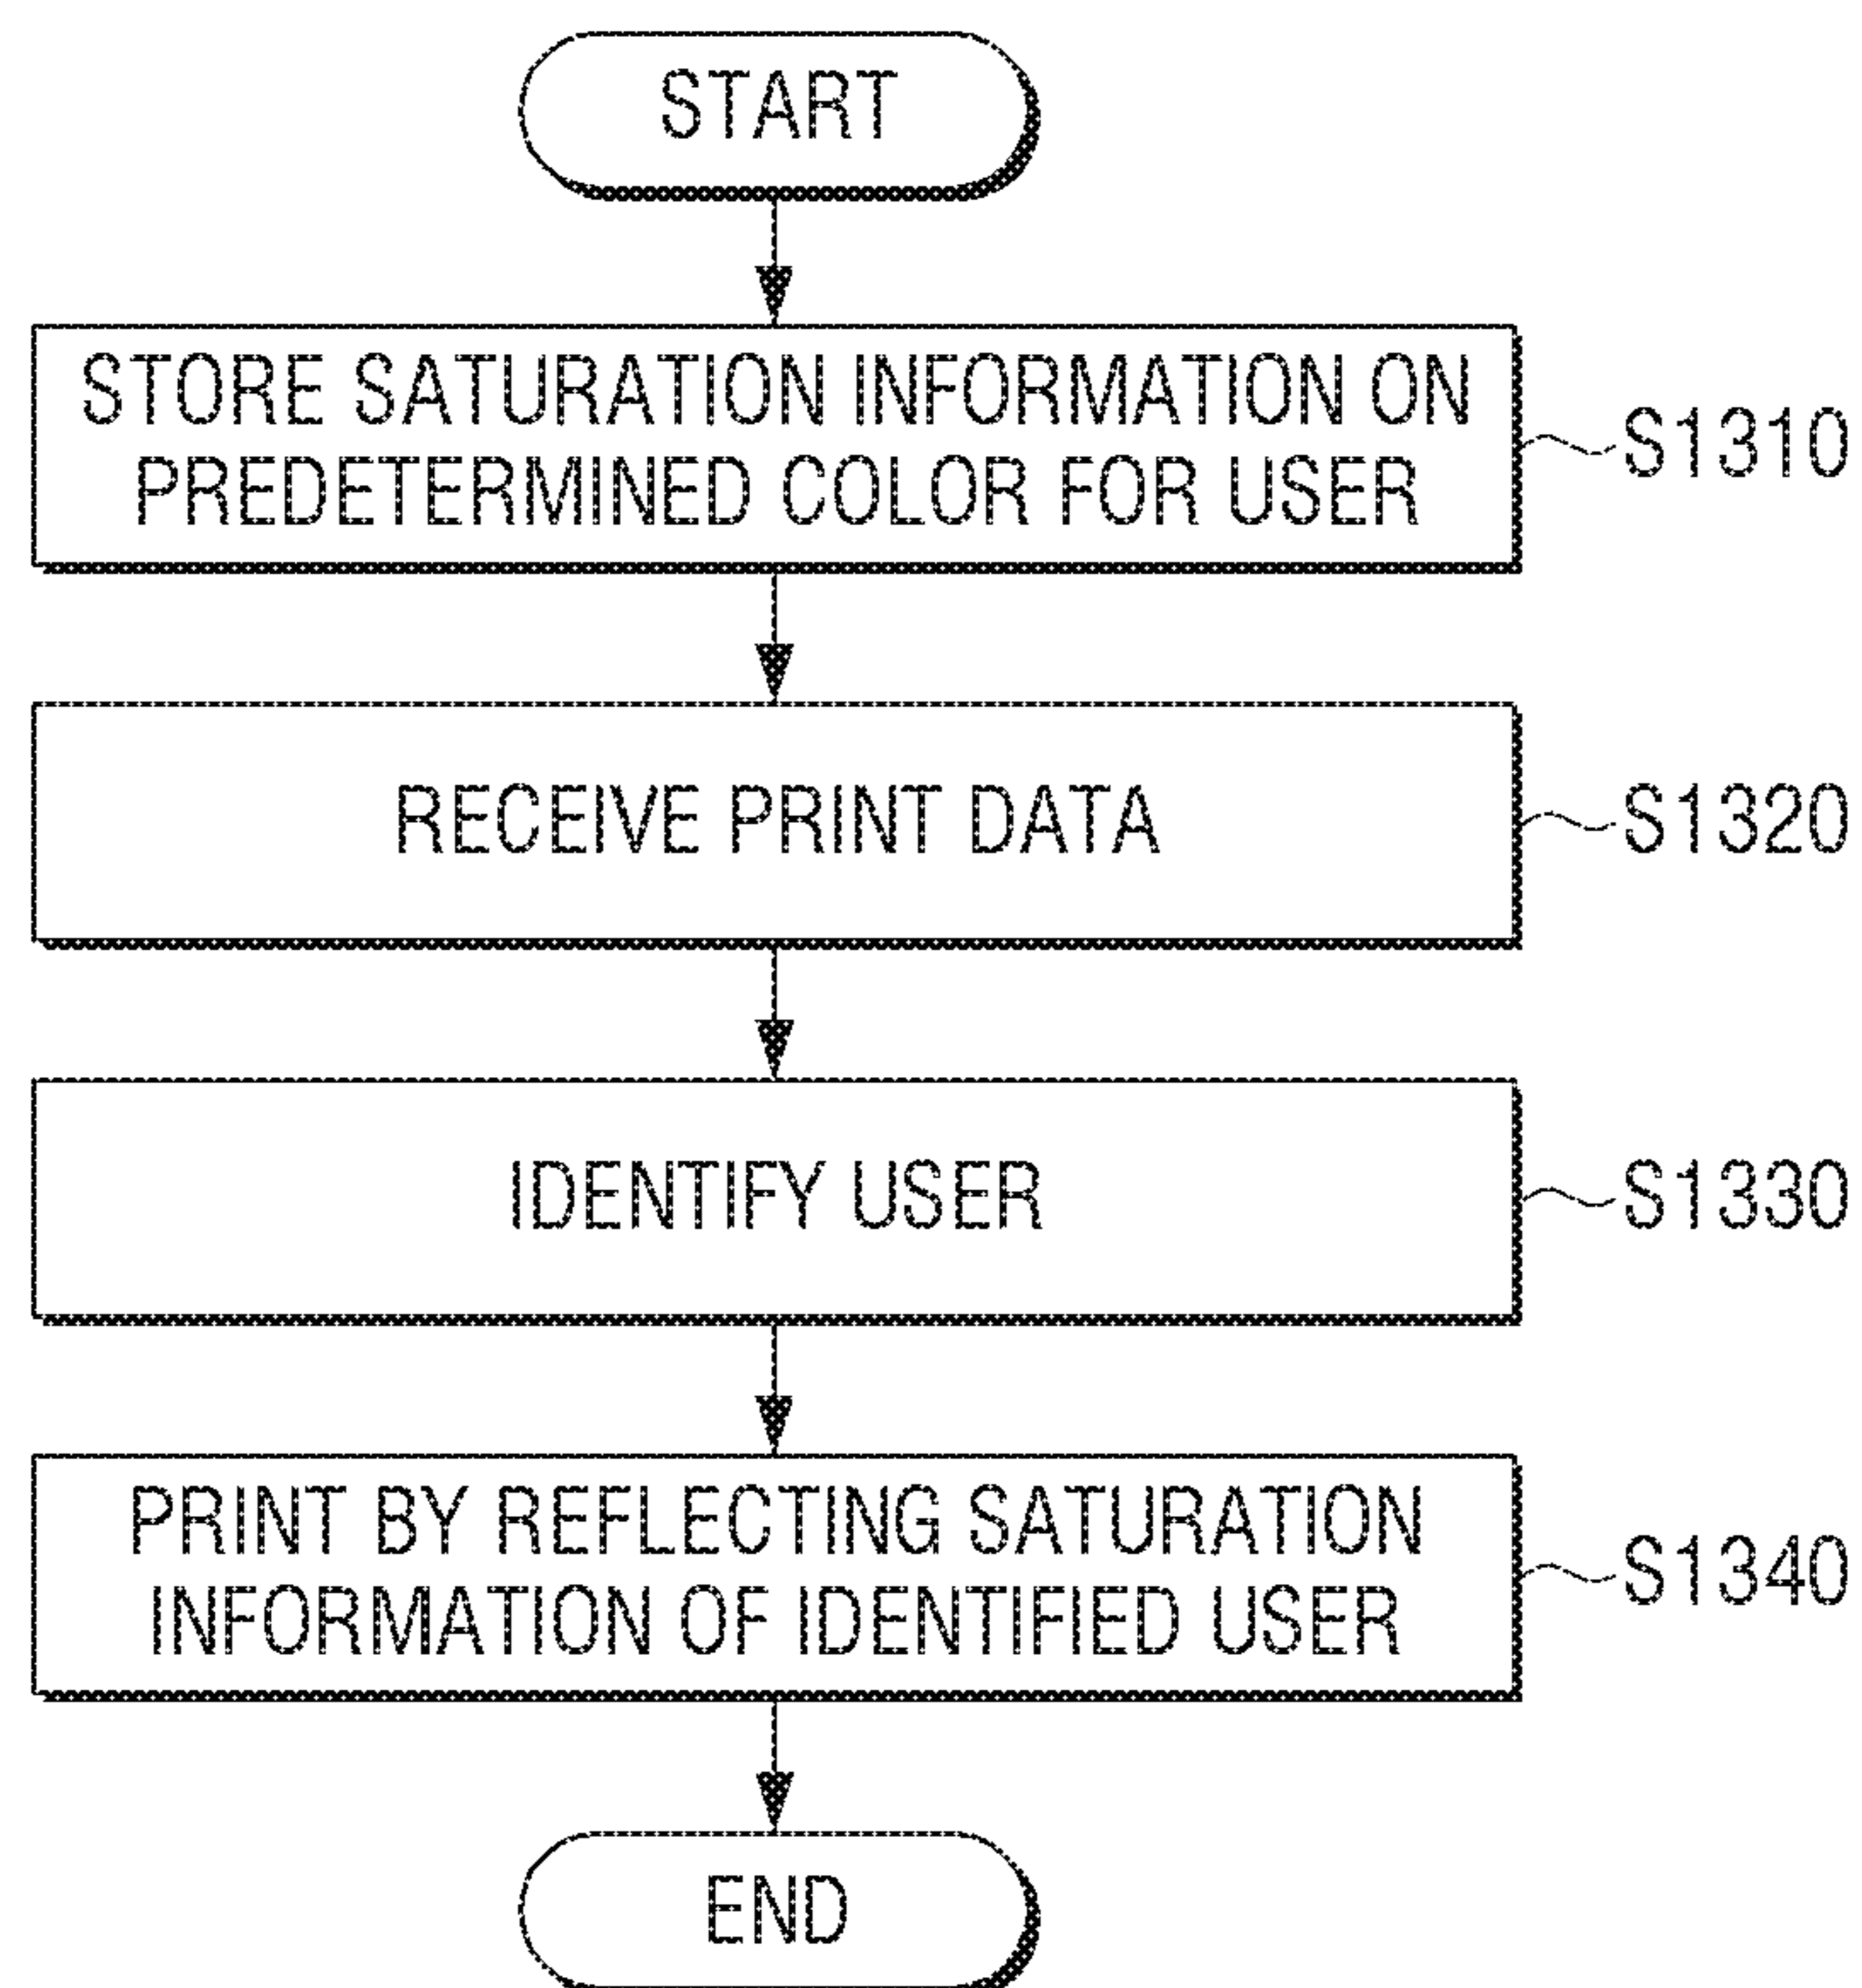 START
STORE SATURATION INFORMATION ON
PREDETERMINED COLOR FOR USER
S1310
RECEIVE PRINT DATA
S1320
IDENTIFY USER
S1330
PRINT BY REFLECTING SATURATION
INFORMATION OF IDENTIFIED USER
S1340
END